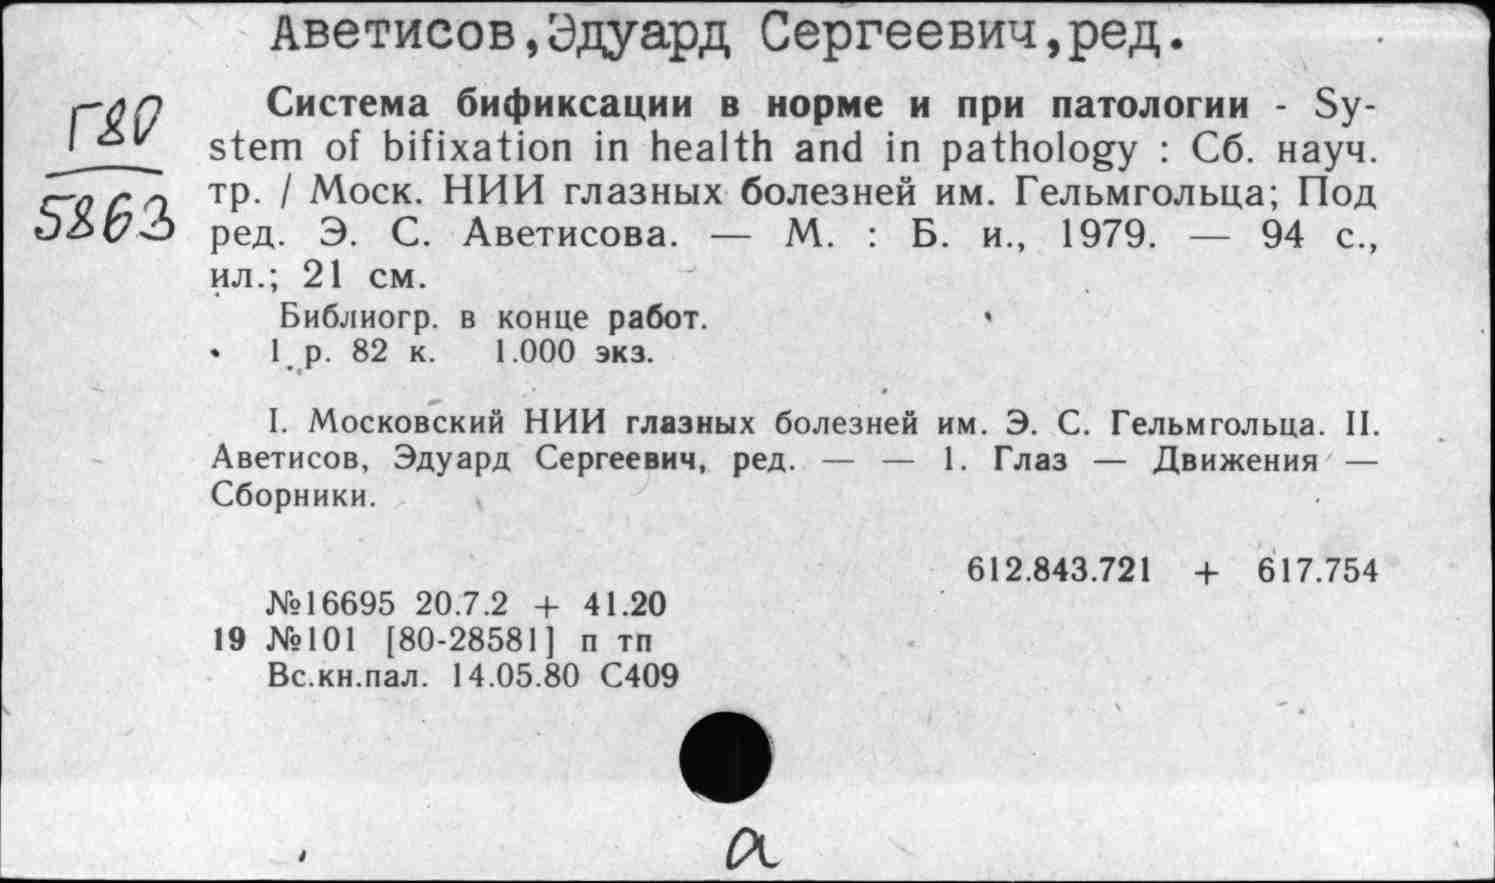 Аветисов,Эдуард Сергеевич,ред.
Г80
5863
Система бификсации в норме и при патологии - Sy-
stem of bifixation in health and in pathology : Сб. науч.
тр. / Моск. НИИ глазных болезней им. Гельмгольца; Под
ред. Э. С. Аветисова. — М. : Б. и., 1979. — 94 с.,
ил.; 21 см.
Библиогр. в конце работ.
1 р. 82 к. 1.000 экз.
I. Московский НИИ глазных болезней им. Э. С. Гельмгольца. II.
Аветисов, Эдуард Сергеевич, ред. — — 1. Глаз — Движения —
Сборники.
612.843.721 + 617.754
№16695 20.7.2 + 41.20
19 №101 [80-28581] п тп
Вс.кн.пал. 14.05.80 С409
а